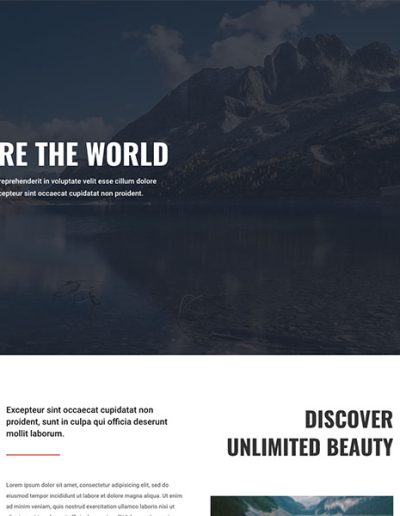 RE THE WORLD
reprehenderit in voluptate velit esse cillum dolore
cepteur sint occaecat cupidatat non proident.
Excepteur sint occaecat cupidatat non
proident, sunt in culpa qui officia deserunt
mollit laborum.
DISCOVER
UNLIMITED BEAUTY
Lorem ipsum dolor sit amet, consectetur adipiscing elit, sed do
eiusmod tempor incididunt ut labore et dolore magna aliqua. Ut enim
ad minim veniam, quis nostrud exercitation ullamco laboris nisi ut